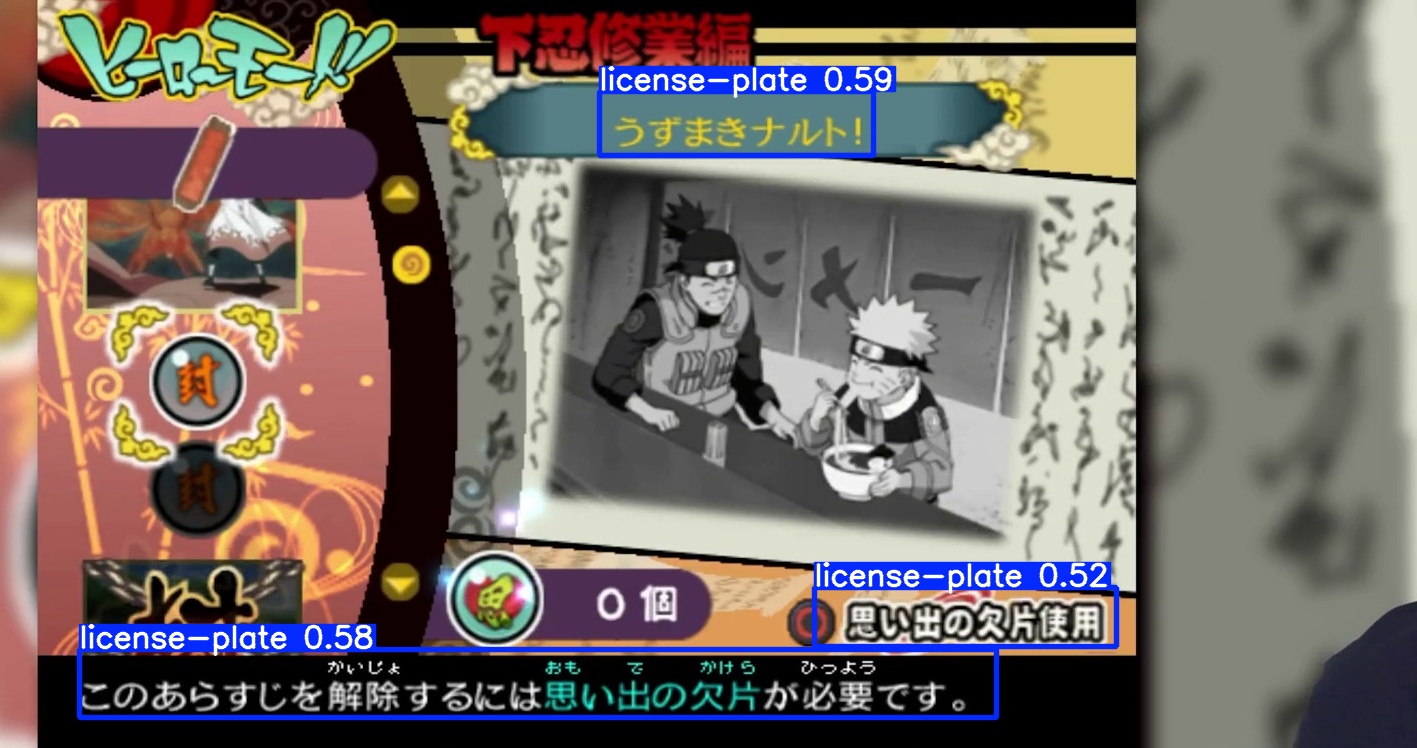 ヒーローモード!!
下忍修業編
license-plate 0.59
うずまきナルト!
封
封
思
0個
license-plate 0.52
思い出の欠片使用
license-plate 0.58
かいじょ おも で かけら ひつよう
このあらすじを解除するには思い出の欠片が必要です。